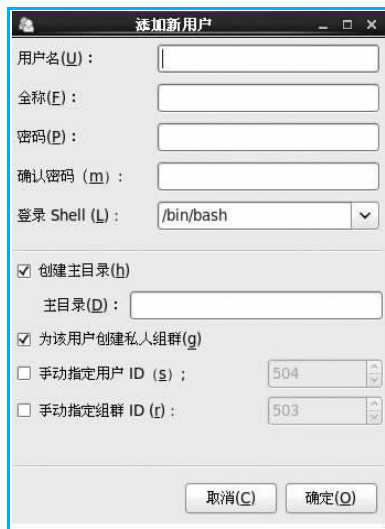 添加新用户
用户名(U)：
全称(F)：
密码(P)：
确认密码（m）:
登录 Shell (L)： /bin/bash
创建主目录(h)
主目录(D)：
为该用户创建私人组群(g)
手动指定用户 ID（s）; 504
手动指定组群 ID (r)： 503
取消(C) 确定(O)